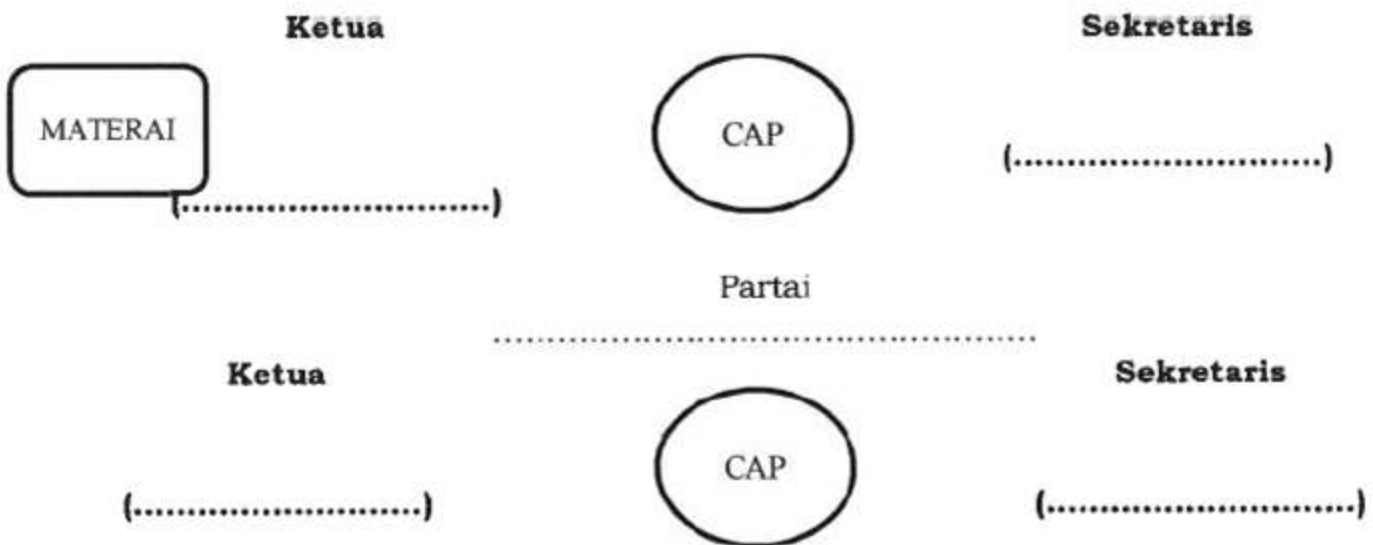 Ketua Sekretaris
MATERAI CAP
(..............................) (..............................)
Partai
..........................................................
Ketua Sekretaris
CAP
(............................) (..............................)